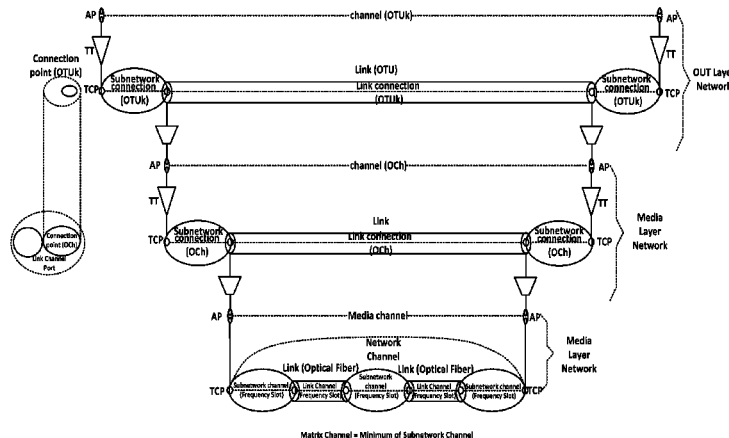 AP
channel (OTUk)
AP
TT
TT
Connection
point (OTUk)
Link (OTU)
Subnetwork
connection
(OTUk)
Link connection
(OTUk)
Subnetwork
connection
(OTUk)
TCP
TCP
OUT Laye
Network
AP
channel (OCh)
AP
TT
TT
Link
Subnetwork
connection
(OCh)
Link connection
(OCh)
Subnetwork
connection
(OCh)
TCP
TCP
Media
Layer
Network
Connection
point (OCh)
Link Channel
Port
AP
Media channel
AP
Network
Channel
Media
Layer
Network
Link (Optical Fiber)
Link (Optical Fiber)
TCP
Subnetwork channel
(Frequency Slot)
Link Channel
(Frequency Slot)
Subnetwork
channel
(Frequency Slot)
Link Channel
(Frequency Slot)
Subnetwork channel
(Frequency Slot)
TCP
Matrix Channel = Minimum of Subnetwork Channel